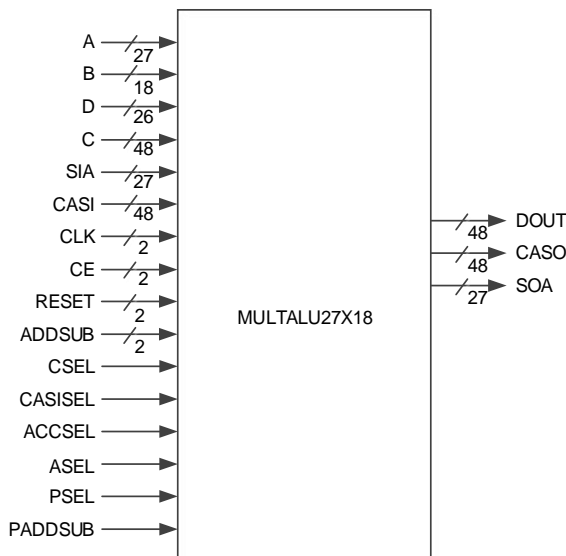 A
27
B
18
D
26
C
48
SIA
27
CASI
48
CLK
2
CE
2
RESET
2
ADDSUB
2
CSEL
CASISEL
ACCSEL
ASEL
PSEL
PADDSUB
MULTALU27X18
DOUT
48
CASO
48
SOA
27